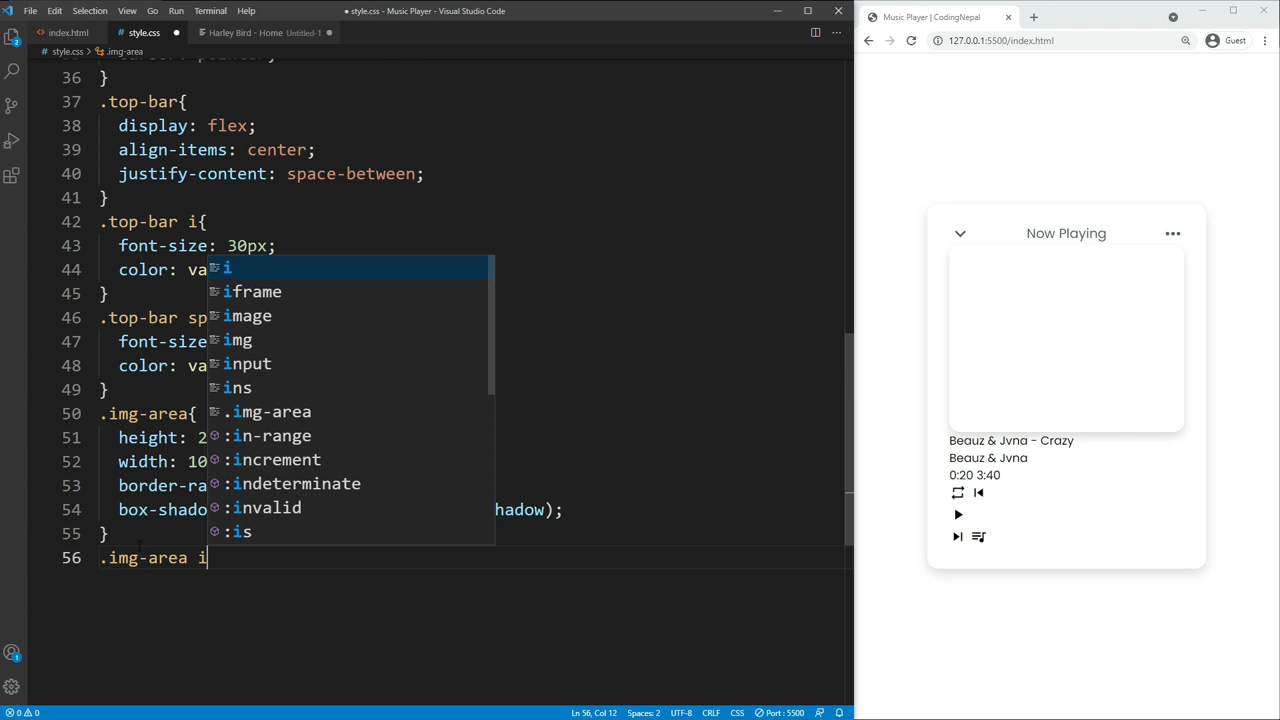 File Edit Selection View Go Run Terminal Help
● style.css - Music Player - Visual Studio Code
index.html
style.css
Harley Bird - Home Untitled-1
style.css > .img-area
36 }
37 .top-bar{
38 display: flex;
39 align-items: center;
40 justify-content: space-between;
41 }
42 .top-bar i{
43 font-size: 30px;
44 color: va
45 }
46 .top-bar sp
47 font-size
48 color: va
49 }
50 .img-area{
51 height: 2
52 width: 10
53 border-ra
54 box-shado hadow);
55 }
56 .img-area i
i
iframe
image
img
input
ins
.img-area
:in-range
:increment
:indeterminate
:invalid
:is
2
1
0 0
Ln 56, Col 12 Spaces: 2 UTF-8 CRLF CSS Port : 5500
Music Player | CodingNepal
127.0.0.1:5500/index.html
Guest
Now Playing
Beauz & Jvna - Crazy
Beauz & Jvna
0:20 3:40